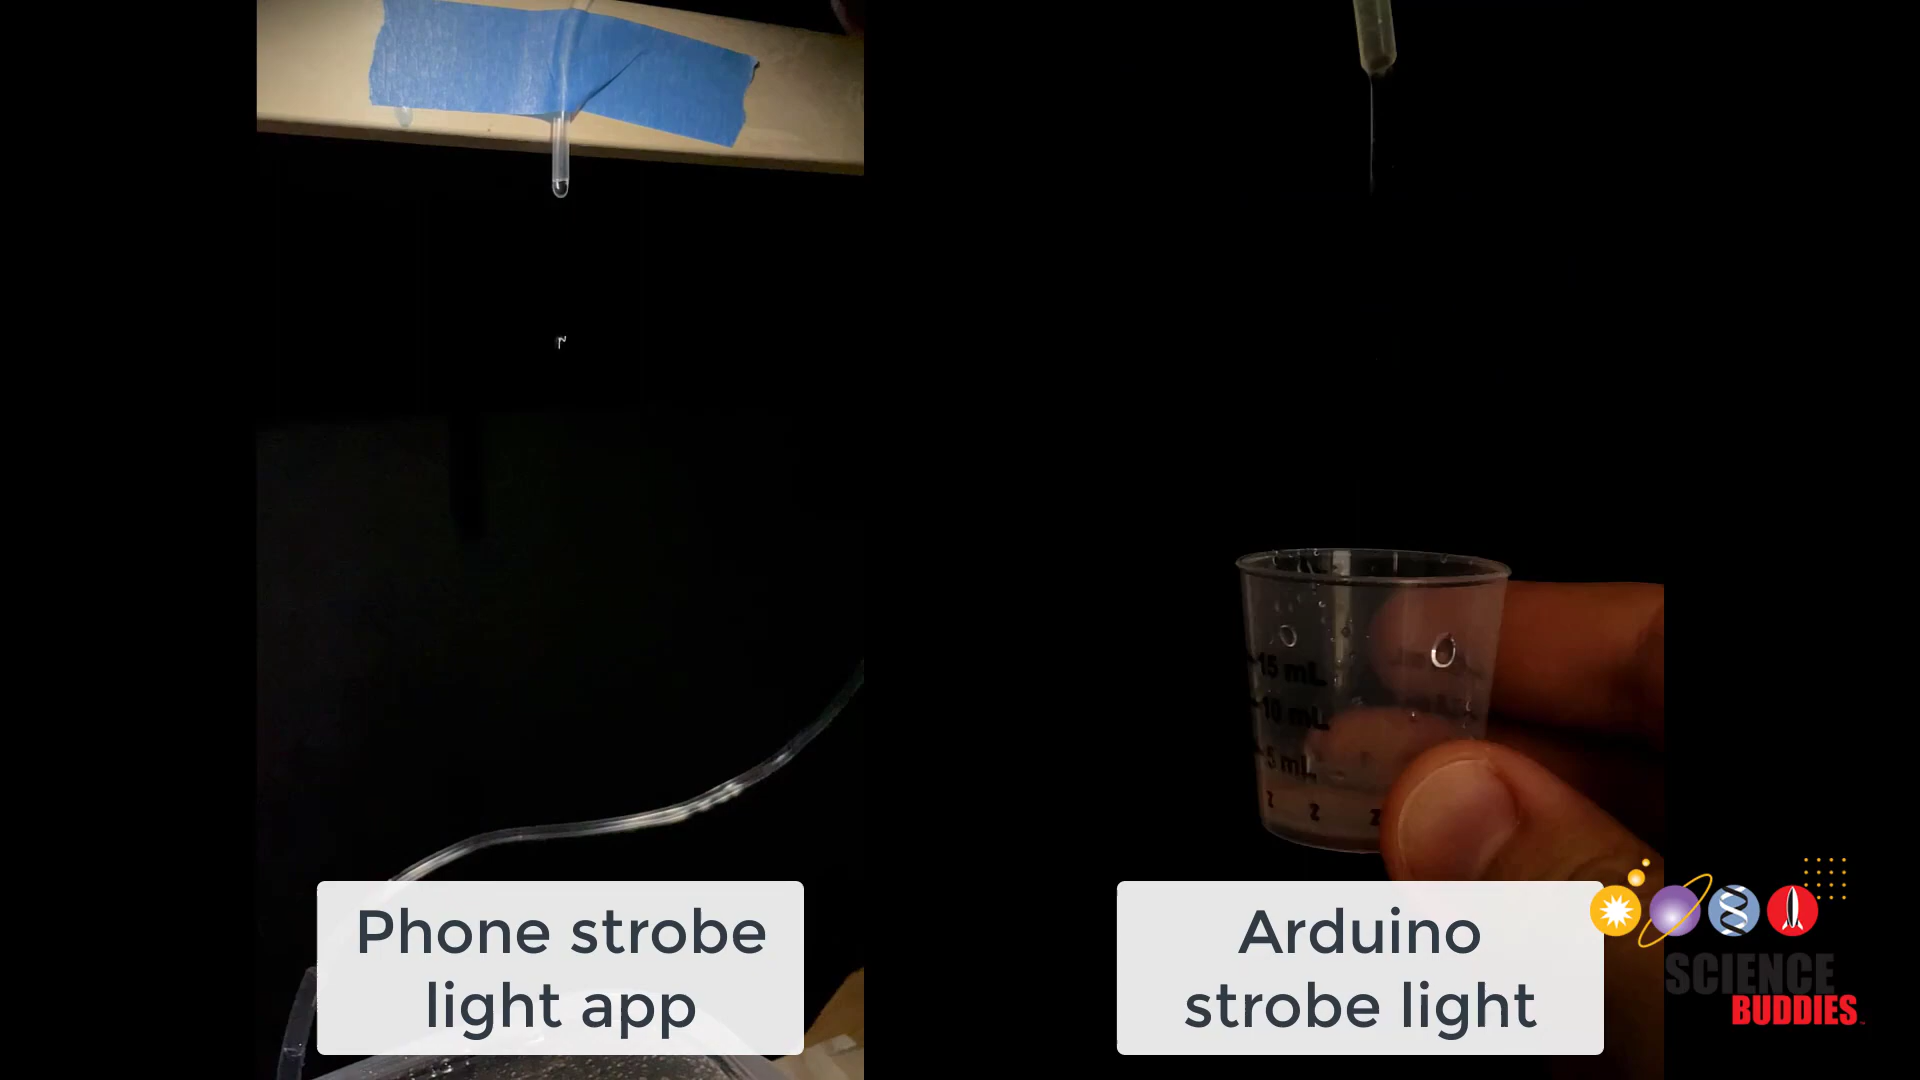 Phone strobe
light app
15 mL
10 mL
5 mL
Arduino
strobe light
SCIENCE
BUDDIES